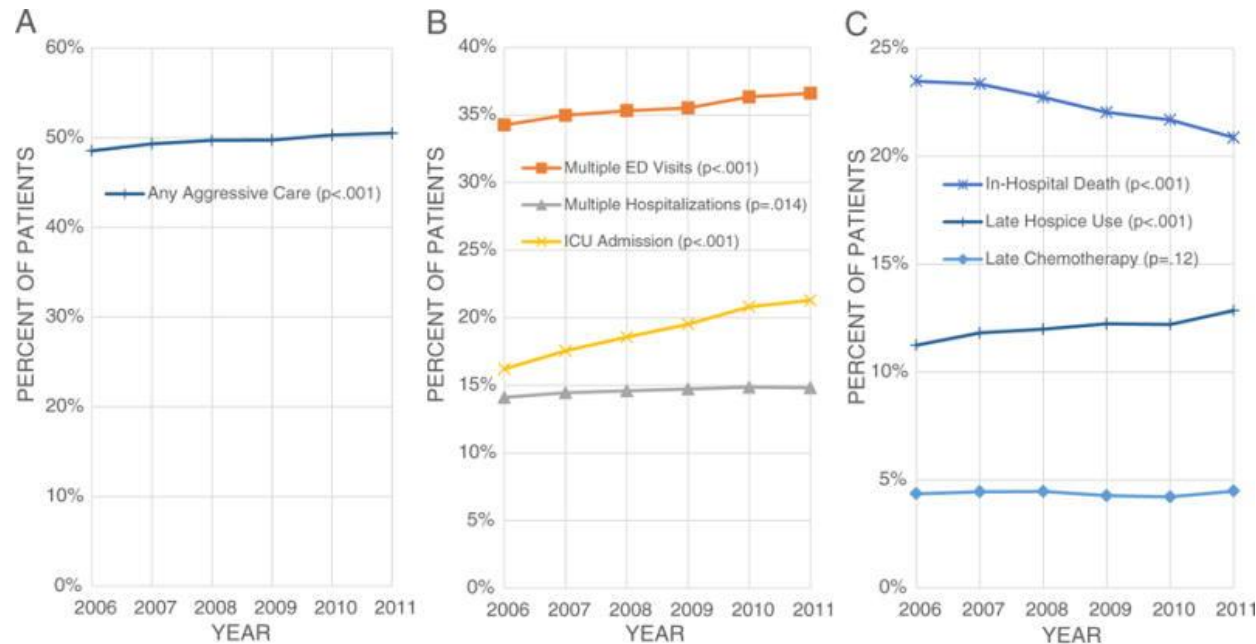 A
PERCENT OF PATIENTS
60%
50%
40%
30%
20%
10%
0%
Any Aggressive Care (p<.001)
2006 2007 2008 2009 2010 2011
YEAR
B
PERCENT OF PATIENTS
40%
35%
30%
25%
20%
15%
10%
5%
0%
Multiple ED Visits (p<.001)
Multiple Hospitalizations (p=.014)
ICU Admission (p<.001)
2006 2007 2008 2009 2010 2011
YEAR
C
PERCENT OF PATIENTS
25%
20%
15%
10%
5%
0%
In-Hospital Death (p<.001)
Late Hospice Use (p<.001)
Late Chemotherapy (p=.12)
2006 2007 2008 2009 2010 2011
YEAR